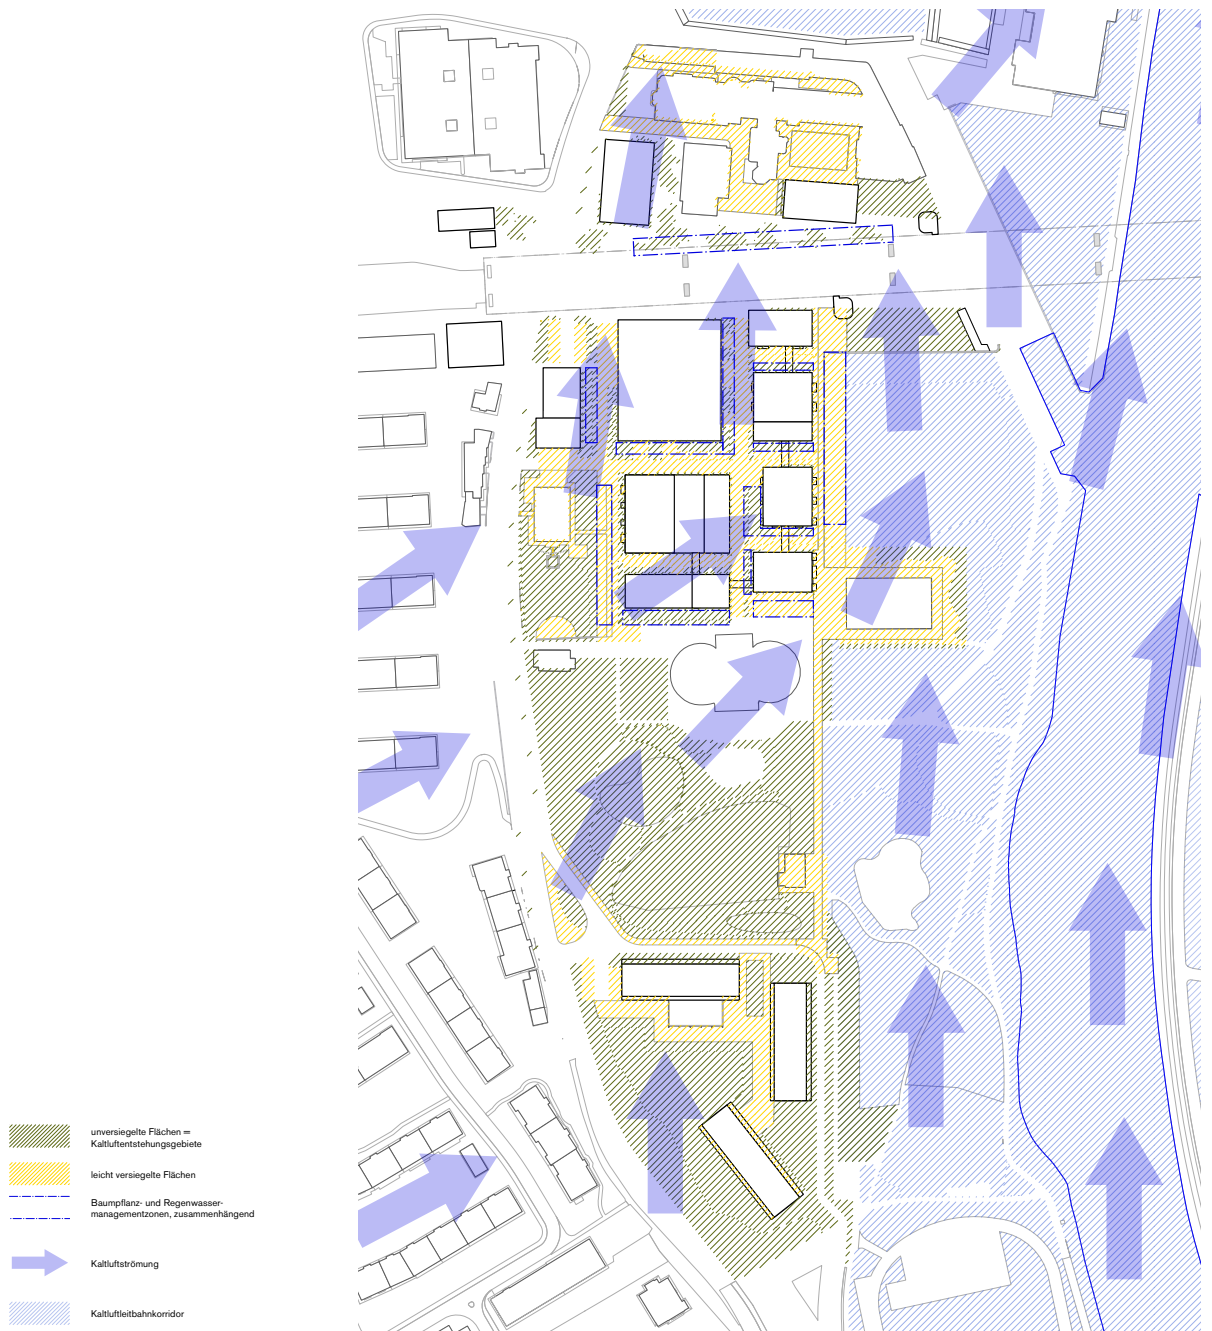 unversiegelte Flächen =
Kaltluftentstehungsgebiete
leicht versiegelte Flächen
Baumpflanz- und Regenwasser-
managementzonen, zusammenhängend
Kaltluftströmung
Kaltluftleitbahnkorridor